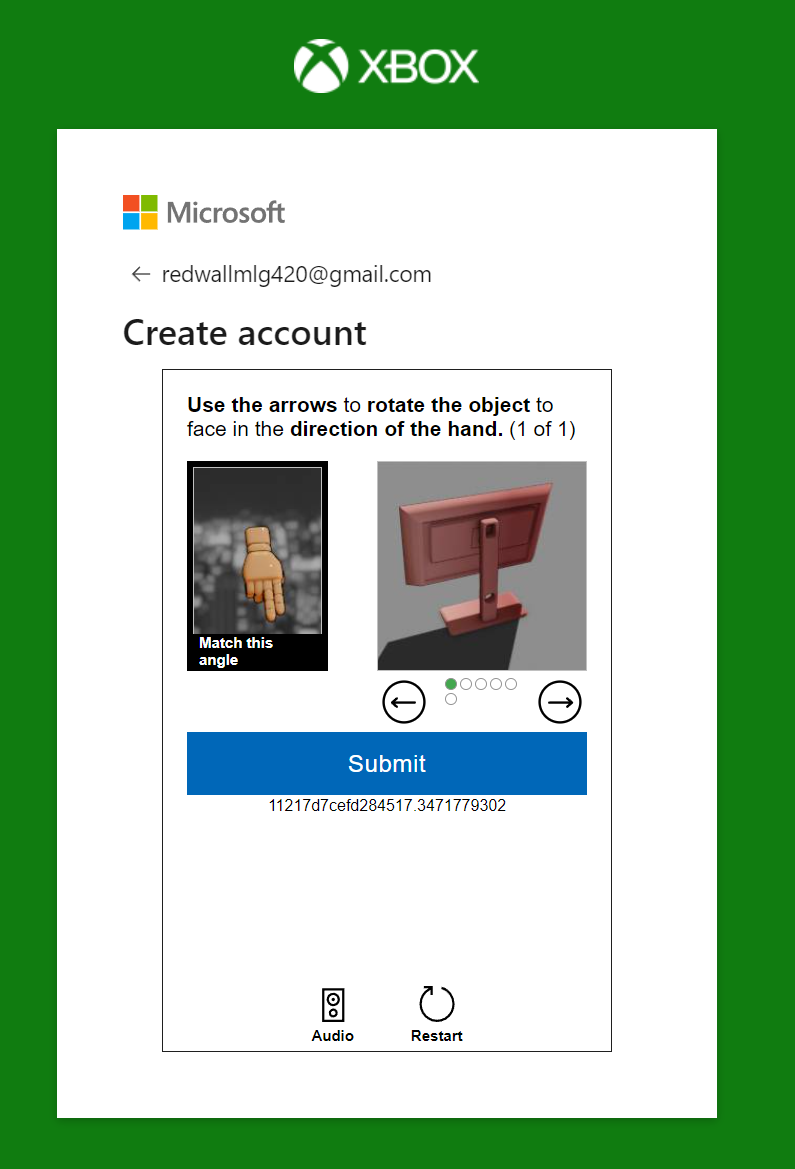 XBOX
Microsoft
redwallmlg420@gmail.com
Create account
Use the arrows to rotate the object to
face in the direction of the hand. (1 of 1)
Match this
angle
Submit
11217d7cefd284517.3471779302
Audio
Restart